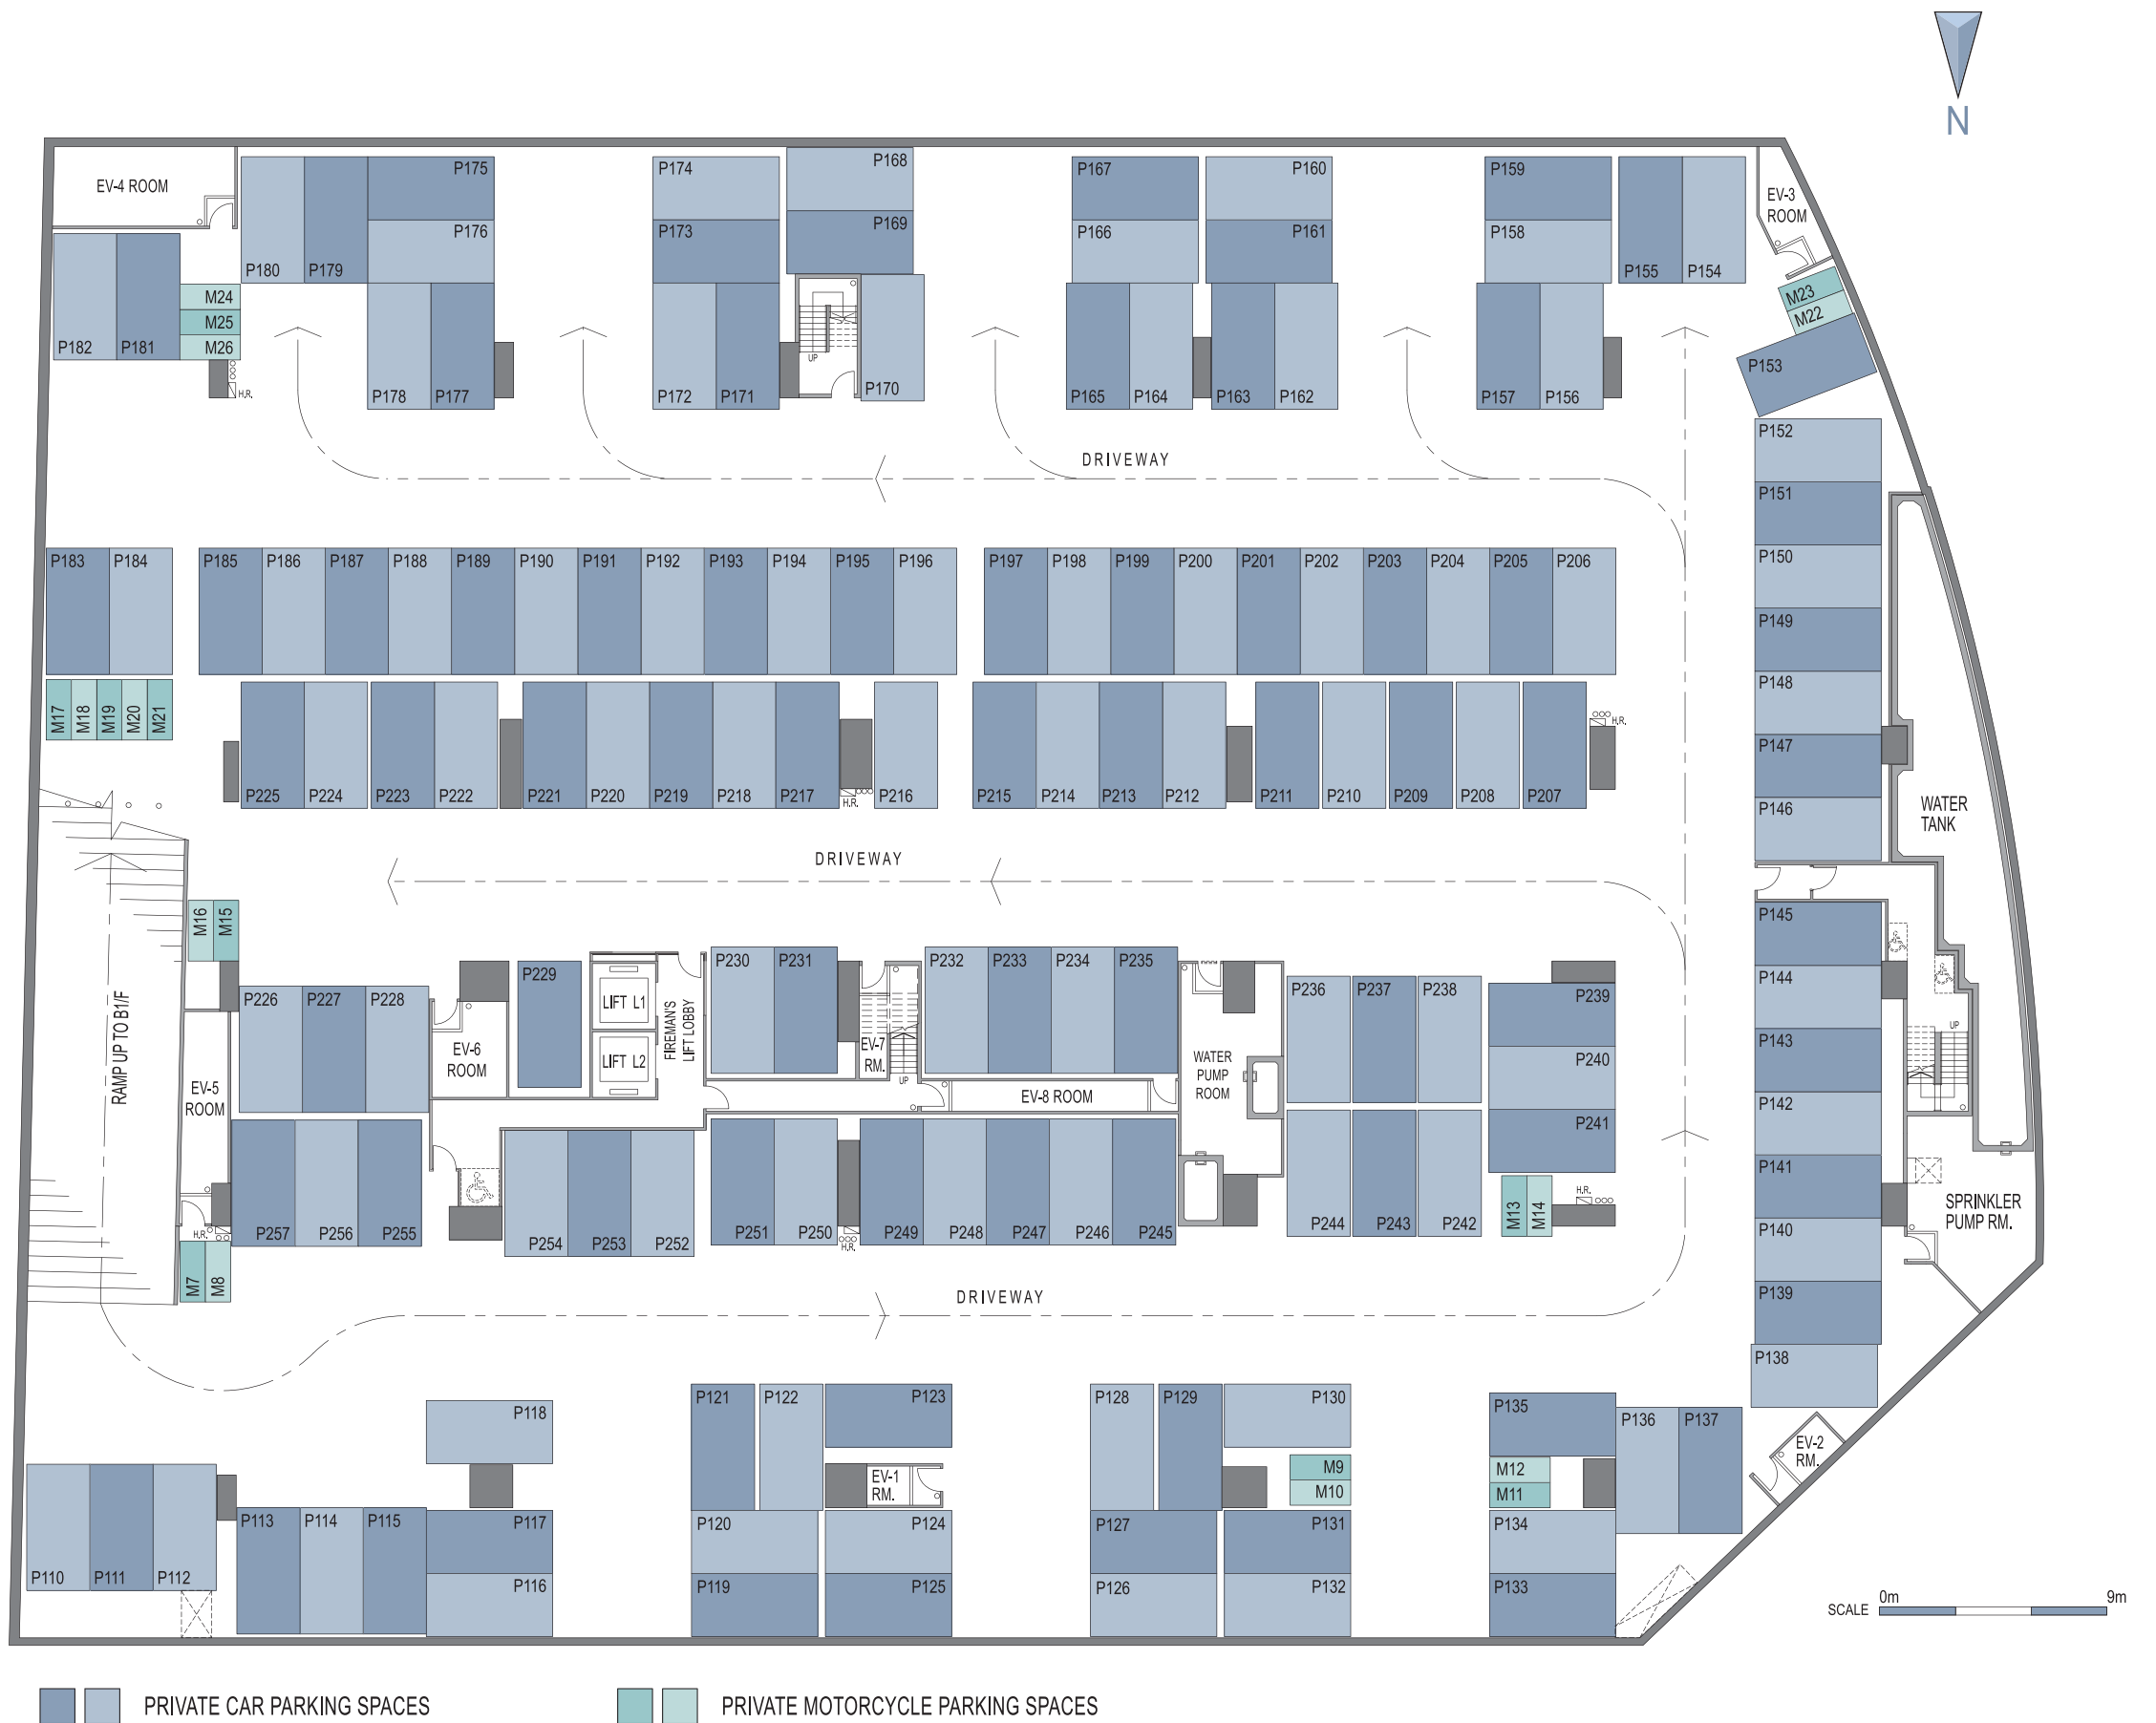 N
EV-4 ROOM
P175
P174
P168
P167
P160
P159
EV-3
ROOM
P176
P173
P169
P166
P161
P158
P180
P179
P155
P154
M24
M25
M26
M23
M22
P182
P181
P178
P177
H.R.
P172
P171
UP
P170
P165
P164
P163
P162
P157
P156
P153
DRIVEWAY
P152
P151
P150
P149
P148
P147
P146
P183
P184
P185
P186
P187
P188
P189
P190
P191
P192
P193
P194
P195
P196
P197
P198
P199
P200
P201
P202
P203
P204
P205
P206
M17
M18
M19
M20
M21
P225
P224
P223
P222
P221
P220
P219
P218
P217
H.R.
P216
P215
P214
P213
P212
P211
P210
P209
P208
P207
H.R.
WATER
TANK
DRIVEWAY
RAMP UP TO B1/F
M16
M15
P226
P227
P228
EV-5
ROOM
EV-6
ROOM
P229
LIFT L1
LIFT L2
FIREMAN'S
LIFT LOBBY
P230
P231
EV-7
RM.
UP
P232
P233
P234
P235
EV-8 ROOM
WATER
PUMP
ROOM
P236
P237
P238
P239
P240
P241
P145
P144
P143
P142
P141
P140
P139
P138
UP
SPRINKLER
PUMP RM.
P257
P256
P255
P254
P253
P252
P251
P250
H.R.
P249
P248
P247
P246
P245
P244
P243
P242
M13
M14
H.R.
H.R.
M7
M8
DRIVEWAY
P118
P121
P122
P123
P128
P129
P130
P135
P136
P137
EV-2
RM.
EV-1
RM.
M9
M10
M12
M11
P110
P111
P112
P113
P114
P115
P117
P116
P120
P119
P124
P125
P127
P126
P131
P132
P134
P133
SCALE
0m
9m
PRIVATE CAR PARKING SPACES
PRIVATE MOTORCYCLE PARKING SPACES